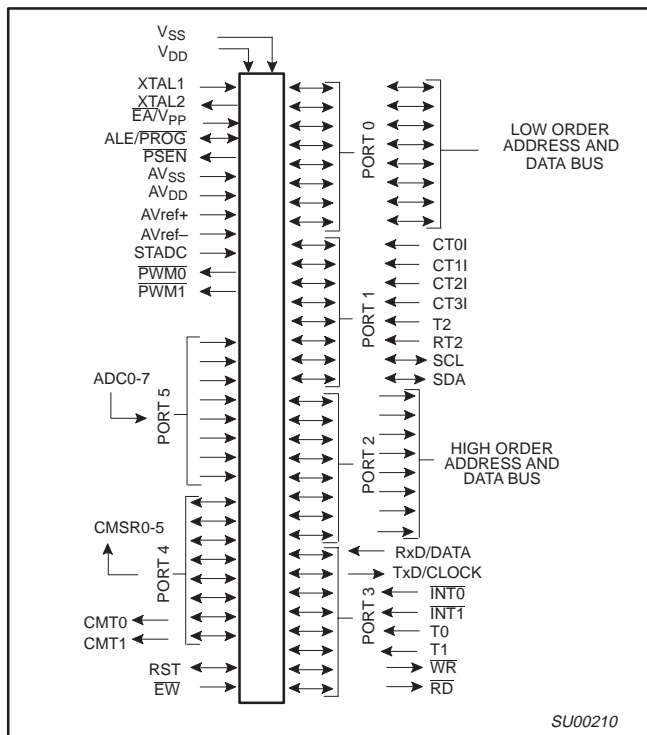 VSS
VDD
XTAL1
XTAL2
EA/VPP
ALE/PROG
PSEN
AVSS
AVDD
AVref+
AVref–
STADC
PWM0
PWM1
PORT 5
ADC0-7
PORT 4
CMSR0-5
CMT0
CMT1
RST
EW
PORT 0
LOW ORDER
ADDRESS AND
DATA BUS
PORT 1
CT0I
CT1I
CT2I
CT3I
T2
RT2
SCL
SDA
PORT 2
HIGH ORDER
ADDRESS AND
DATA BUS
PORT 3
RxD/DATA
TxD/CLOCK
INT0
INT1
T0
T1
WR
RD
SU00210